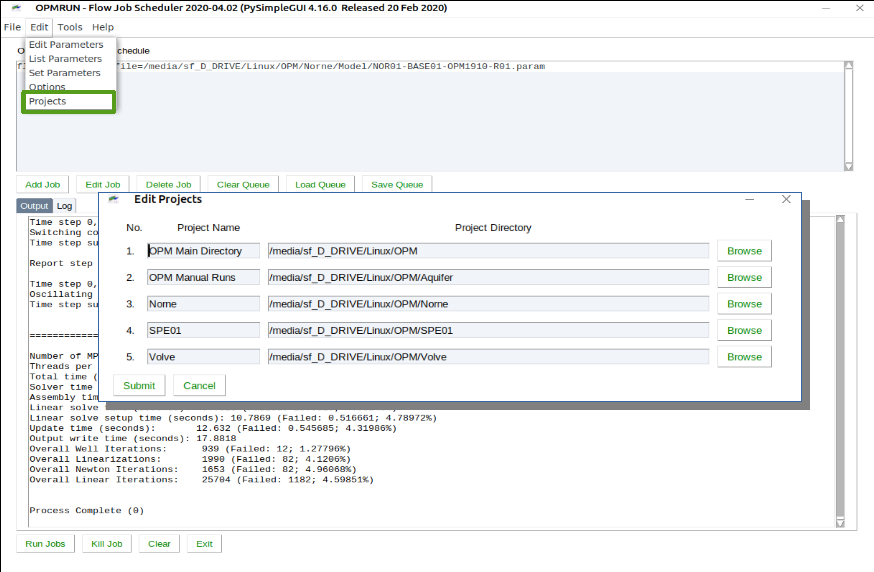 OPMRUN - Flow Job Scheduler 2020-04.02 (PySimpleGUI 4.16.0 Released 20 Feb 2020)
File Edit Tools Help
Edit Parameters
List Parameters
Set Parameters
Options
Projects
chedule
file=/media/sf_D_DRIVE/Linux/OPM/Norne/Model/NOR01-BASE01-OPM1910-R01.param
Add Job Edit Job Delete Job Clear Queue Load Queue Save Queue
Output Log
Edit Projects
No. Project Name Project Directory
1. OPM Main Directory /media/sf_D_DRIVE/Linux/OPM Browse
2. OPM Manual Runs /media/sf_D_DRIVE/Linux/OPM/Aquifer Browse
3. Norne /media/sf_D_DRIVE/Linux/OPM/Norne Browse
4. SPE01 /media/sf_D_DRIVE/Linux/OPM/SPE01 Browse
5. Volve /media/sf_D_DRIVE/Linux/OPM/Volve Browse
Submit Cancel
Time step 0,
Switching co
Time step su
Report step
Time step 0,
Oscillating
Time step su
============
Number of MP
Threads per
Total time (
Solver time
Assembly tim
Linear solve
Linear solve setup time (seconds): 10.7869 (Failed: 0.516661; 4.78972%)
Update time (seconds): 12.632 (Failed: 0.545685; 4.31986%)
Output write time (seconds): 17.8818
Overall Well Iterations: 939 (Failed: 12; 1.27796%)
Overall Linearizations: 1990 (Failed: 82; 4.1206%)
Overall Newton Iterations: 1653 (Failed: 82; 4.96068%)
Overall Linear Iterations: 25704 (Failed: 1182; 4.59851%)
Process Complete (0)
Run Jobs Kill Job Clear Exit